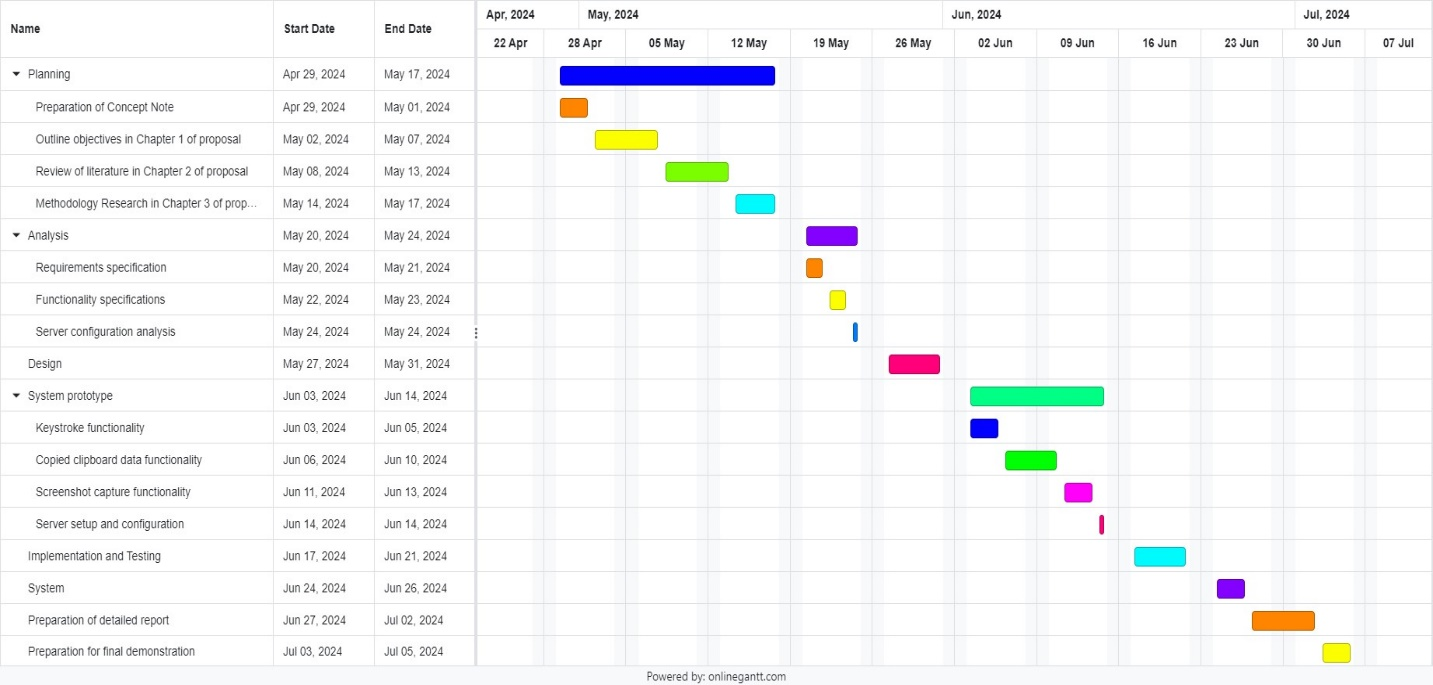 Name Start Date End Date Apr, 2024 May, 2024 Jun, 2024 Jul, 2024
22 Apr 28 Apr 05 May 12 May 19 May 26 May 02 Jun 09 Jun 16 Jun 23 Jun 30 Jun 07 Jul
Planning Apr 29, 2024 May 17, 2024
Preparation of Concept Note Apr 29, 2024 May 01, 2024
Outline objectives in Chapter 1 of proposal May 02, 2024 May 07, 2024
Review of literature in Chapter 2 of proposal May 08, 2024 May 13, 2024
Methodology Research in Chapter 3 of prop... May 14, 2024 May 17, 2024
Analysis May 20, 2024 May 24, 2024
Requirements specification May 20, 2024 May 21, 2024
Functionality specifications May 22, 2024 May 23, 2024
Server configuration analysis May 24, 2024 May 24, 2024
Design May 27, 2024 May 31, 2024
System prototype Jun 03, 2024 Jun 14, 2024
Keystroke functionality Jun 03, 2024 Jun 05, 2024
Copied clipboard data functionality Jun 06, 2024 Jun 10, 2024
Screenshot capture functionality Jun 11, 2024 Jun 13, 2024
Server setup and configuration Jun 14, 2024 Jun 14, 2024
Implementation and Testing Jun 17, 2024 Jun 21, 2024
System Jun 24, 2024 Jun 26, 2024
Preparation of detailed report Jun 27, 2024 Jul 02, 2024
Preparation for final demonstration Jul 03, 2024 Jul 05, 2024
Powered by: onlinegantt.com